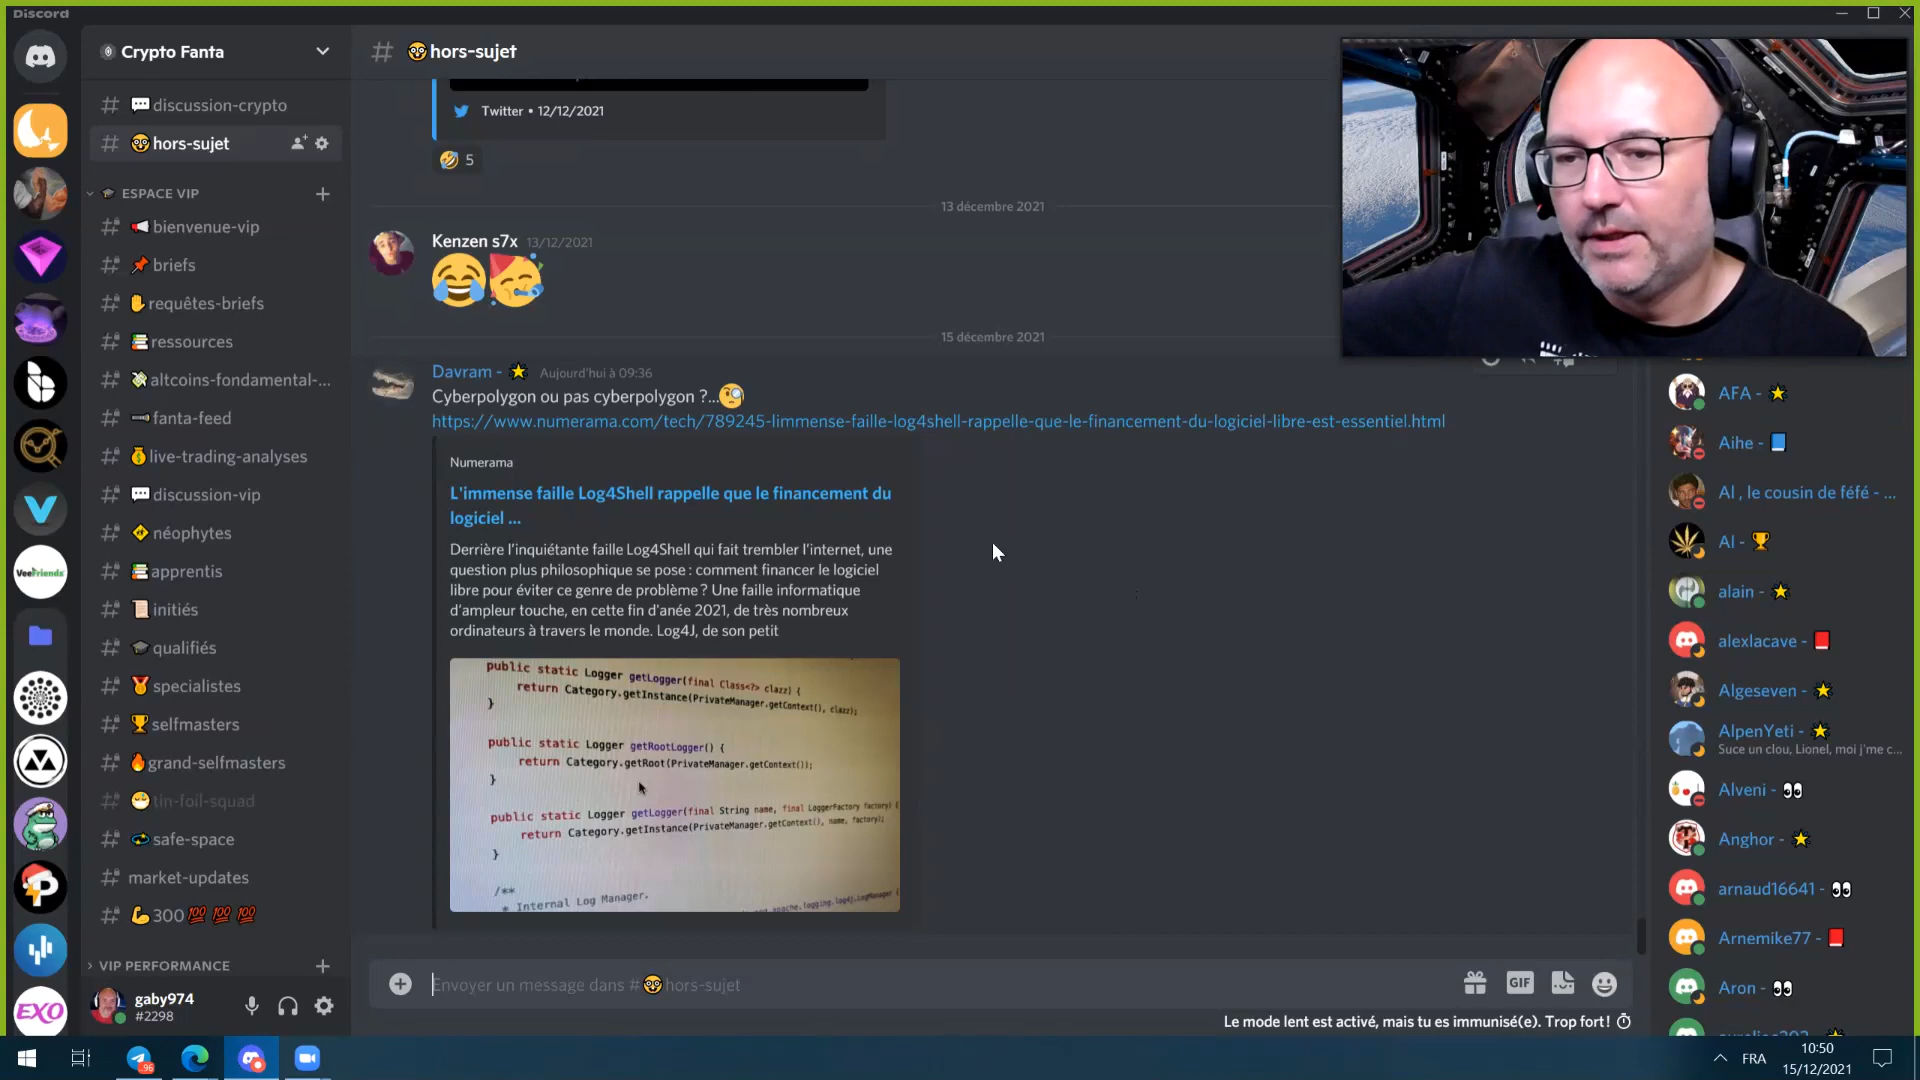 Discord
Crypto Fanta
discussion-crypto
hors-sujet
ESPACE VIP
bienvenue-vip
briefs
requêtes-briefs
ressources
altcoins-fondamental-...
fanta-feed
live-trading-analyses
discussion-vip
néophytes
apprentis
initiés
qualifiés
specialistes
selfmasters
grand-selfmasters
tin-foil-squad
safe-space
market-updates
300 100 100 100
VIP PERFORMANCE
gaby974
#2298
VeeFriends
EXO
hors-sujet
Twitter • 12/12/2021
5
13 décembre 2021
Kenzen s7x 13/12/2021
15 décembre 2021
Davram - Aujourd'hui à 09:36
Cyberpolygon ou pas cyberpolygon ?...
https://www.numerama.com/tech/789245-limmense-faille-log4shell-rappelle-que-le-financement-du-logiciel-libre-est-essentiel.html
Numerama
L'immense faille Log4Shell rappelle que le financement du
logiciel ...
Derrière l'inquiétante faille Log4Shell qui fait trembler l'internet, une
question plus philosophique se pose : comment financer le logiciel
libre pour éviter ce genre de problème ? Une faille informatique
d'ampleur touche, en cette fin d'anée 2021, de très nombreux
ordinateurs à travers le monde. Log4J, de son petit
public static Logger getLogger(final Class<?> clazz) {
return Category.getInstance(PrivateManager.getContext(), clazz);
}
public static Logger getRootLogger() {
return Category.getRoot(PrivateManager.getContext());
}
public static Logger getLogger(final String name, final LoggerFactory factory) {
return Category.getInstance(PrivateManager.getContext(), name, factory);
}
/**
* Internal Log Manager.
Envoyer un message dans # hors-sujet
GIF
Le mode lent est activé, mais tu es immunisé(e). Trop fort !
AFA -
Aihe -
Al , le cousin de féfé - ...
Al -
alain -
alexlacave -
Algeseven -
AlpenYeti -
Suce un clou, Lionel, moi j'me c...
Alveni -
Anghor -
arnaud16641 -
Arnemike77 -
Aron -
96
FRA
10:50
15/12/2021